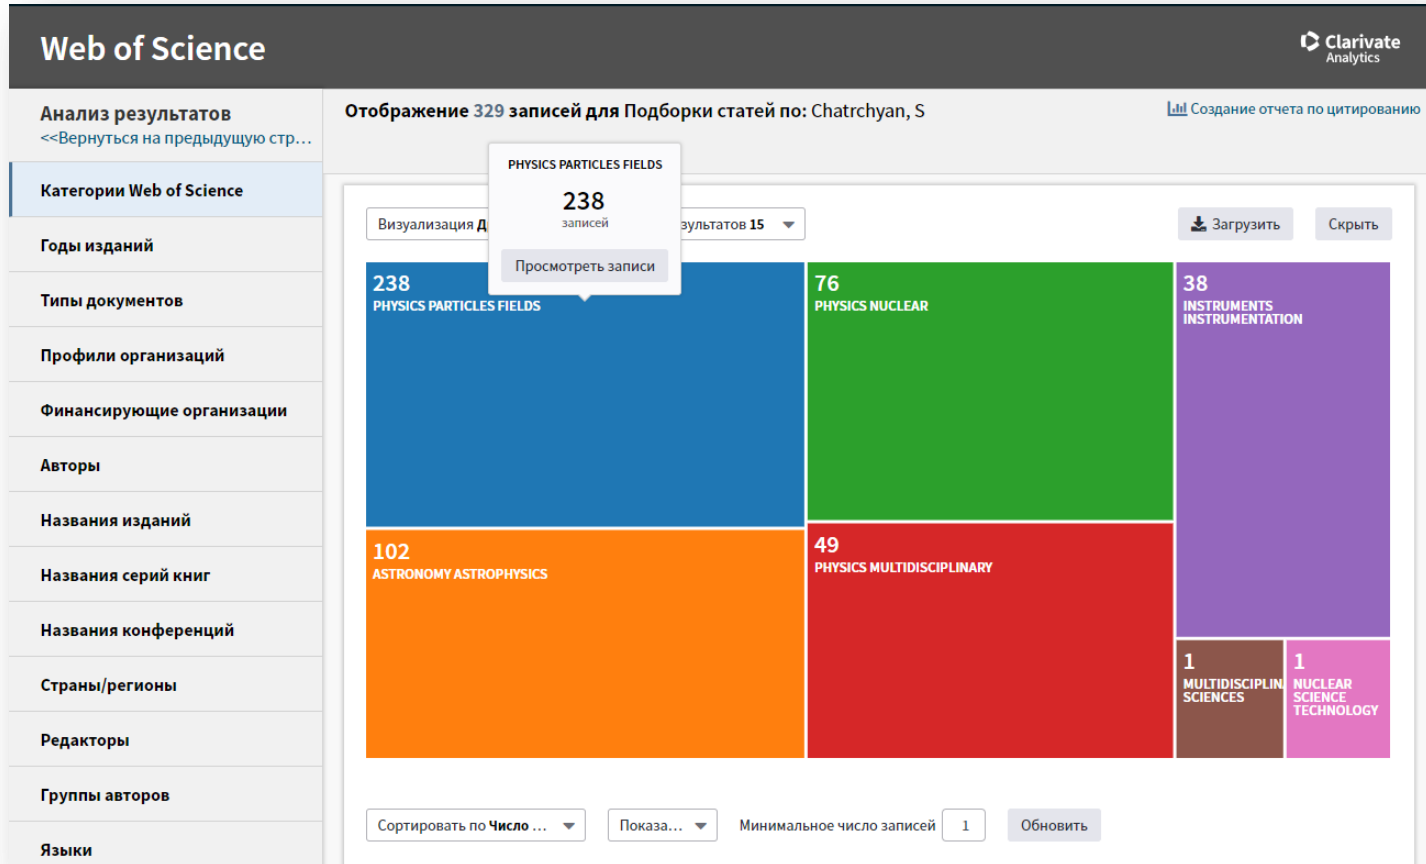 Web of Science
Clarivate
Analytics
Анализ результатов
<<Вернуться на предыдущую стр...
Отображение 329 записей для Подборки статей по: Chatrchyan, S
Создание отчета по цитированию
Категории Web of Science
Годы изданий
Типы документов
Профили организаций
Финансирующие организации
Авторы
Названия изданий
Названия серий книг
Названия конференций
Страны/регионы
Редакторы
Группы авторов
Языки
PHYSICS PARTICLES FIELDS
238
записей
Просмотреть записи
Визуализация
зультатов 15
Загрузить
Скрыть
238
PHYSICS PARTICLES FIELDS
76
PHYSICS NUCLEAR
38
INSTRUMENTS
INSTRUMENTATION
102
ASTRONOMY ASTROPHYSICS
49
PHYSICS MULTIDISCIPLINARY
1
MULTIDISCIPLIN
SCIENCES
1
NUCLEAR
SCIENCE
TECHNOLOGY
Сортировать по Число ...
Показа...
Минимальное число записей 1
Обновить